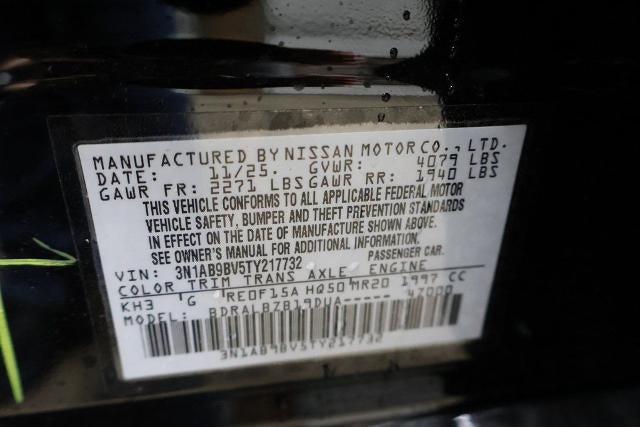 MANUFACTURED BY NISSAN MOTOR CO., LTD.
DATE: 11/25. GVWR: 4079 LBS
GAWR FR: 2271 LBS GAWR RR: 1940 LBS
THIS VEHICLE CONFORMS TO ALL APPLICABLE FEDERAL MOTOR
VEHICLE SAFETY, BUMPER AND THEFT PREVENTION STANDARDS
IN EFFECT ON THE DATE OF MANUFACTURE SHOWN ABOVE.
SEE OWNER'S MANUAL FOR ADDITIONAL INFORMATION.
VIN: 3N1AB9BV5TY217732 PASSENGER CAR.
COLOR TRIM TRANS AXLE ENGINE
KH3 G RE0F15A HQ50 MR20 1997 CC
MODEL: BDRALBZB19DUA----- 47000
3N1AB9BV5TY217732